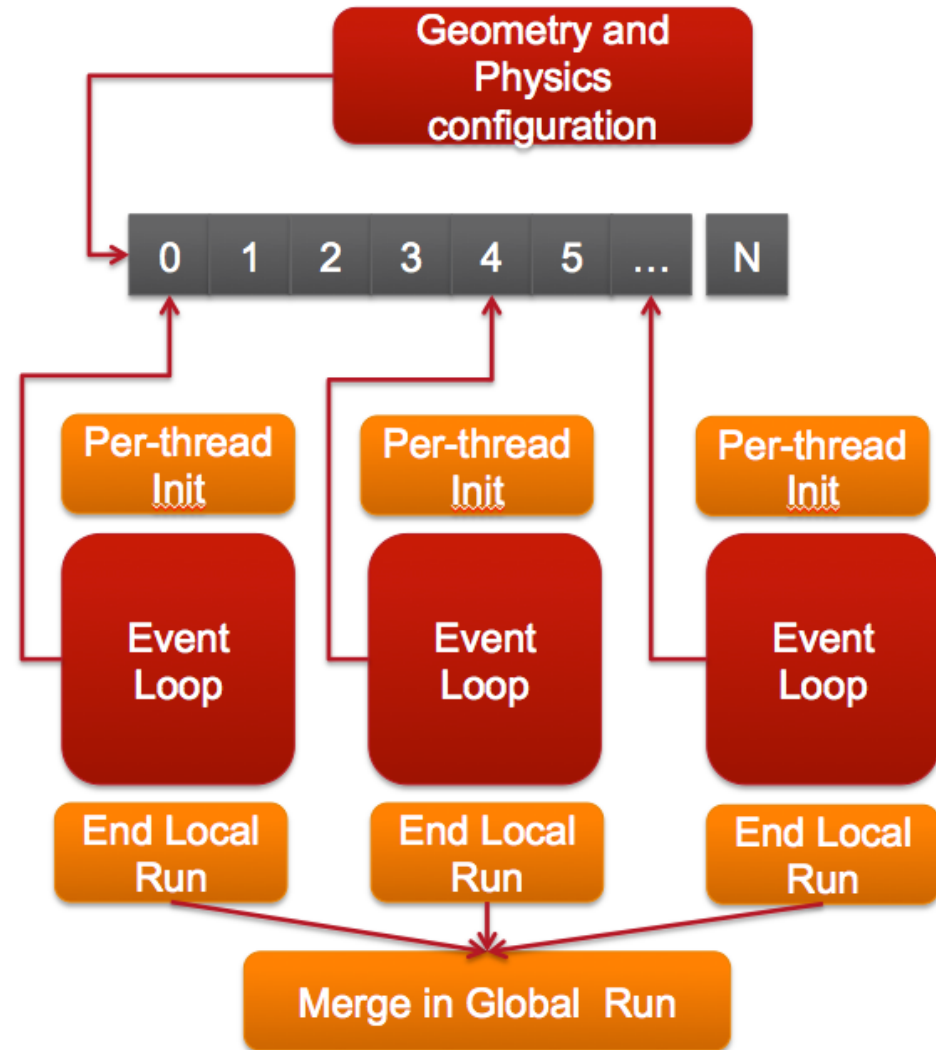 Geometry and
Physics
configuration
0 1 2 3 4 5 ... N
Per-thread
Init
Per-thread
Init
Per-thread
Init
Event
Loop
Event
Loop
Event
Loop
End Local
Run
End Local
Run
End Local
Run
Merge in Global Run